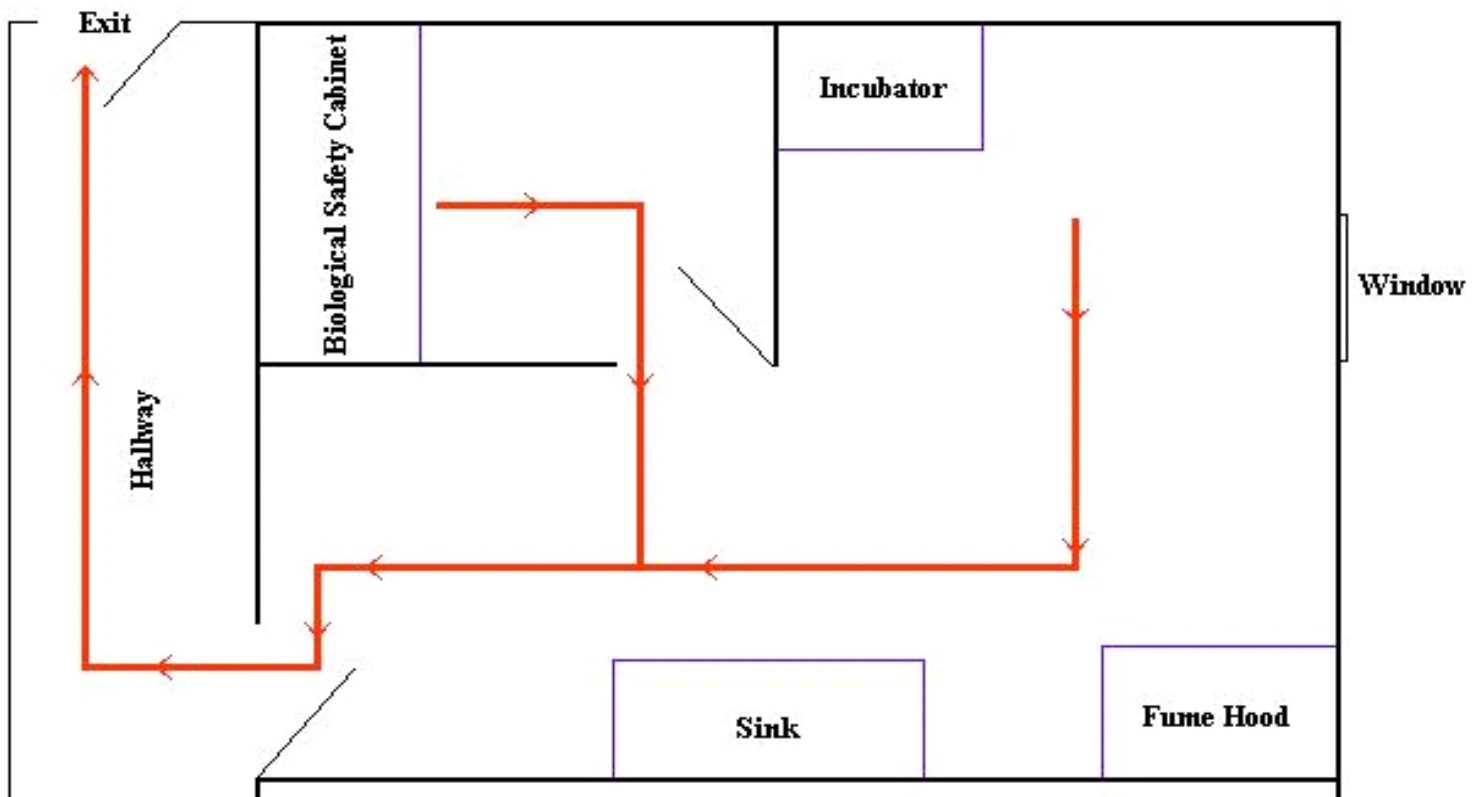 Exit
Biological Safety Cabinet
Incubator
Window
Hallway
Sink
Fume Hood